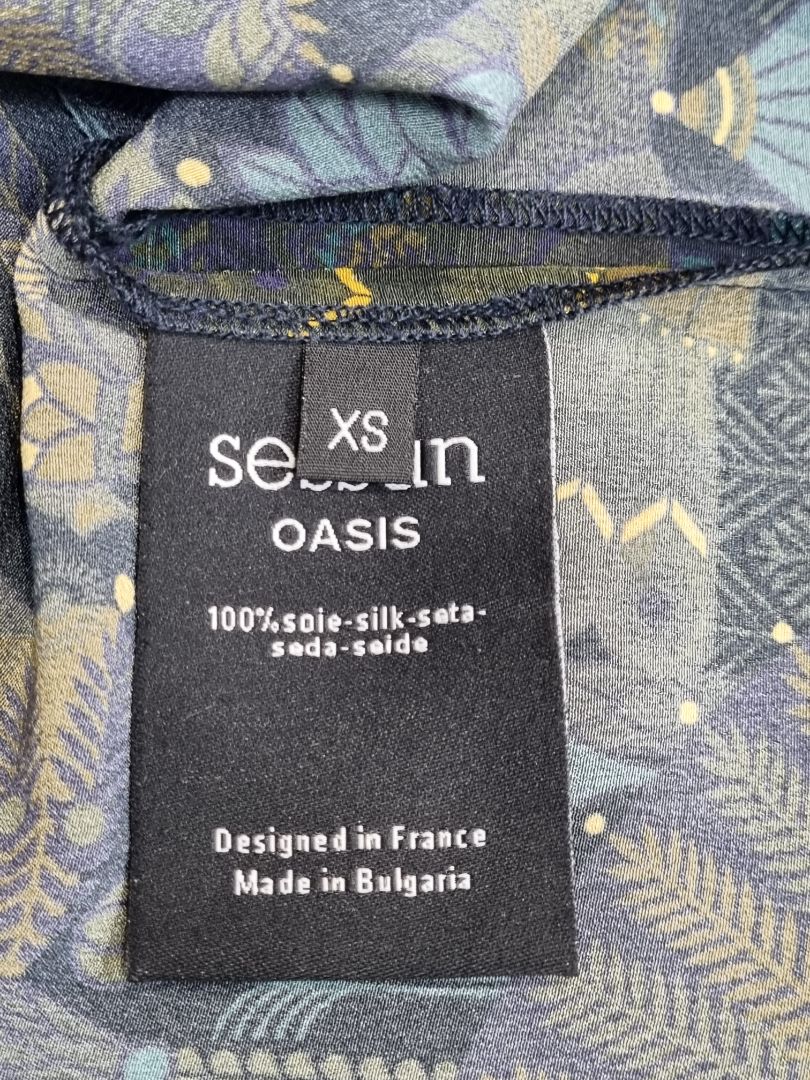 XS
OASIS
100%soie-silk-seta-
seda-seide
Designed in France
Made in Bulgaria